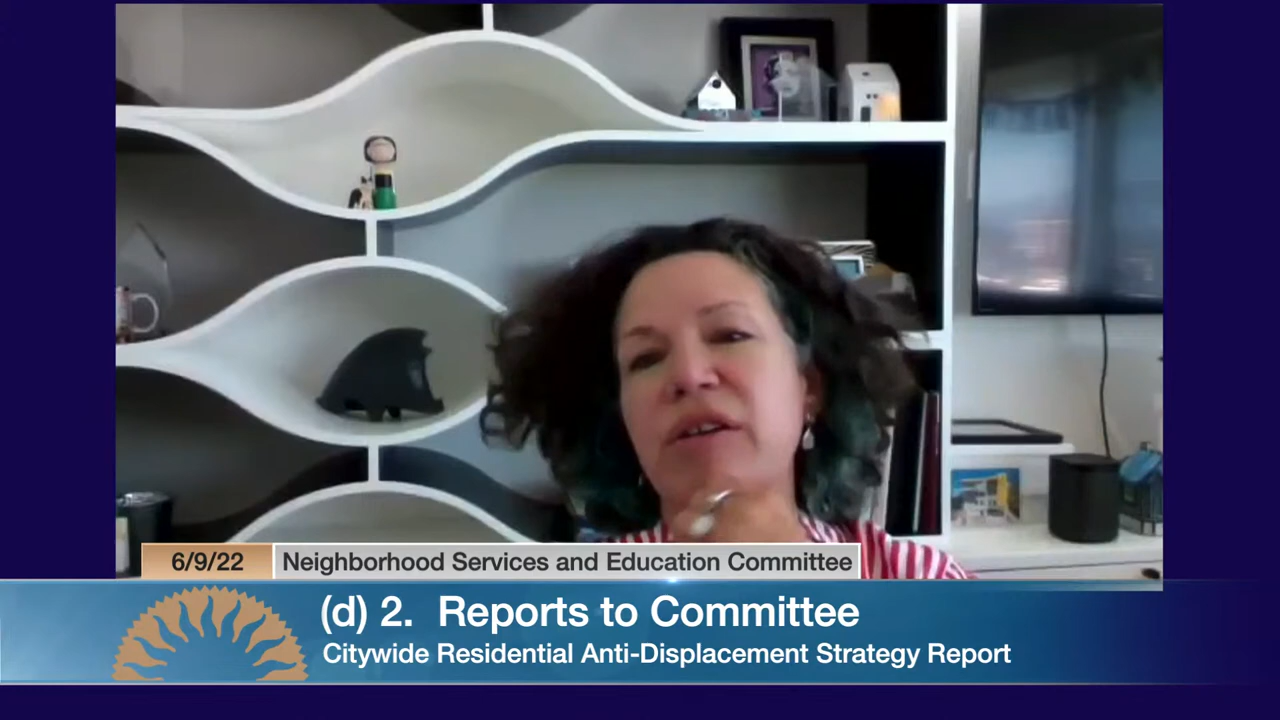 6/9/22
Neighborhood Services and Education Committee
(d) 2. Reports to Committee
Citywide Residential Anti-Displacement Strategy Report